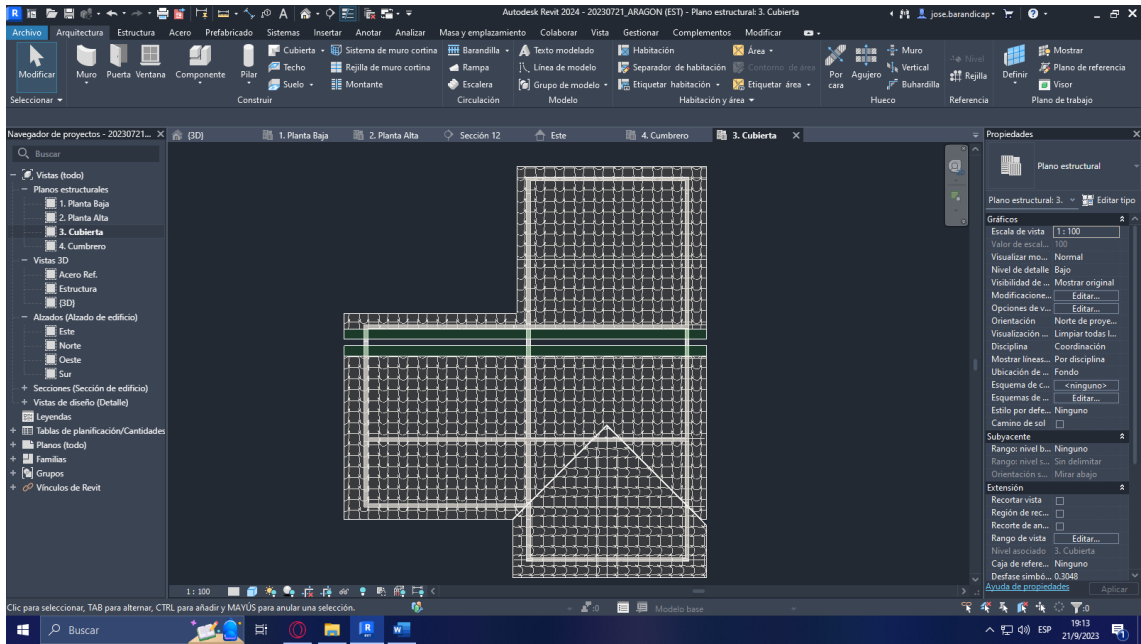 Autodesk Revit 2024 - 20230721_ARAGON (EST) - Plano estructural: 3. Cubierta
jose.barandicap
Archivo Arquitectura Estructura Acero Prefabricado Sistemas Insertar Anotar Analizar Masa y emplazamiento Colaborar Vista Gestionar Complementos Modificar
Modificar
Muro
Puerta
Ventana
Componente
Pilar
Cubierta
Techo
Suelo
Sistema de muro cortina
Rejilla de muro cortina
Montante
Barandilla
Rampa
Escalera
Texto modelado
Línea de modelo
Grupo de modelo
Habitación
Separador de habitación
Etiquetar habitación
Área
Contorno de área
Etiquetar área
Por cara
Agujero
Muro
Vertical
Buhardilla
Nivel
Rejilla
Definir
Mostrar
Plano de referencia
Visor
Seleccionar Construir Circulación Modelo Habitación y área Hueco Referencia Plano de trabajo
Navegador de proyectos - 20230721...
{3D} 1. Planta Baja 2. Planta Alta Sección 12 Este 4. Cumbrero 3. Cubierta
Buscar
Vistas (todo)
Planos estructurales
1. Planta Baja
2. Planta Alta
3. Cubierta
4. Cumbrero
Vistas 3D
Acero Ref.
Estructura
{3D}
Alzados (Alzado de edificio)
Este
Norte
Oeste
Sur
Secciones (Sección de edificio)
Vistas de diseño (Detalle)
Leyendas
Tablas de planificación/Cantidades
Planos (todo)
Familias
Grupos
Vínculos de Revit
Propiedades
Plano estructural
Plano estructural: 3. Editar tipo
Gráficos
Escala de vista 1 : 100
Valor de escal... 100
Visualizar mo... Normal
Nivel de detalle Bajo
Visibilidad de ... Mostrar original
Modificacione... Editar...
Opciones de v... Editar...
Orientación Norte de proye...
Visualización ... Limpiar todas l...
Disciplina Coordinación
Mostrar líneas... Por disciplina
Ubicación de ... Fondo
Esquema de c... <ninguno>
Esquemas de ... Editar...
Estilo por defe... Ninguno
Camino de sol
Subyacente
Rango: nivel b... Ninguno
Rango: nivel s... Sin delimitar
Orientación s... Mirar abajo
Extensión
Recortar vista
Región de rec...
Recorte de an...
Rango de vista Editar...
Nivel asociado 3. Cubierta
Caja de refere... Ninguno
Desfase simbó... 0.3048
Ayuda de propiedades Aplicar
1 : 100
Clic para seleccionar, TAB para alternar, CTRL para añadir y MAYÚS para anular una selección.
:0
Modelo base
:0
Buscar
ESP
19:13
21/9/2023